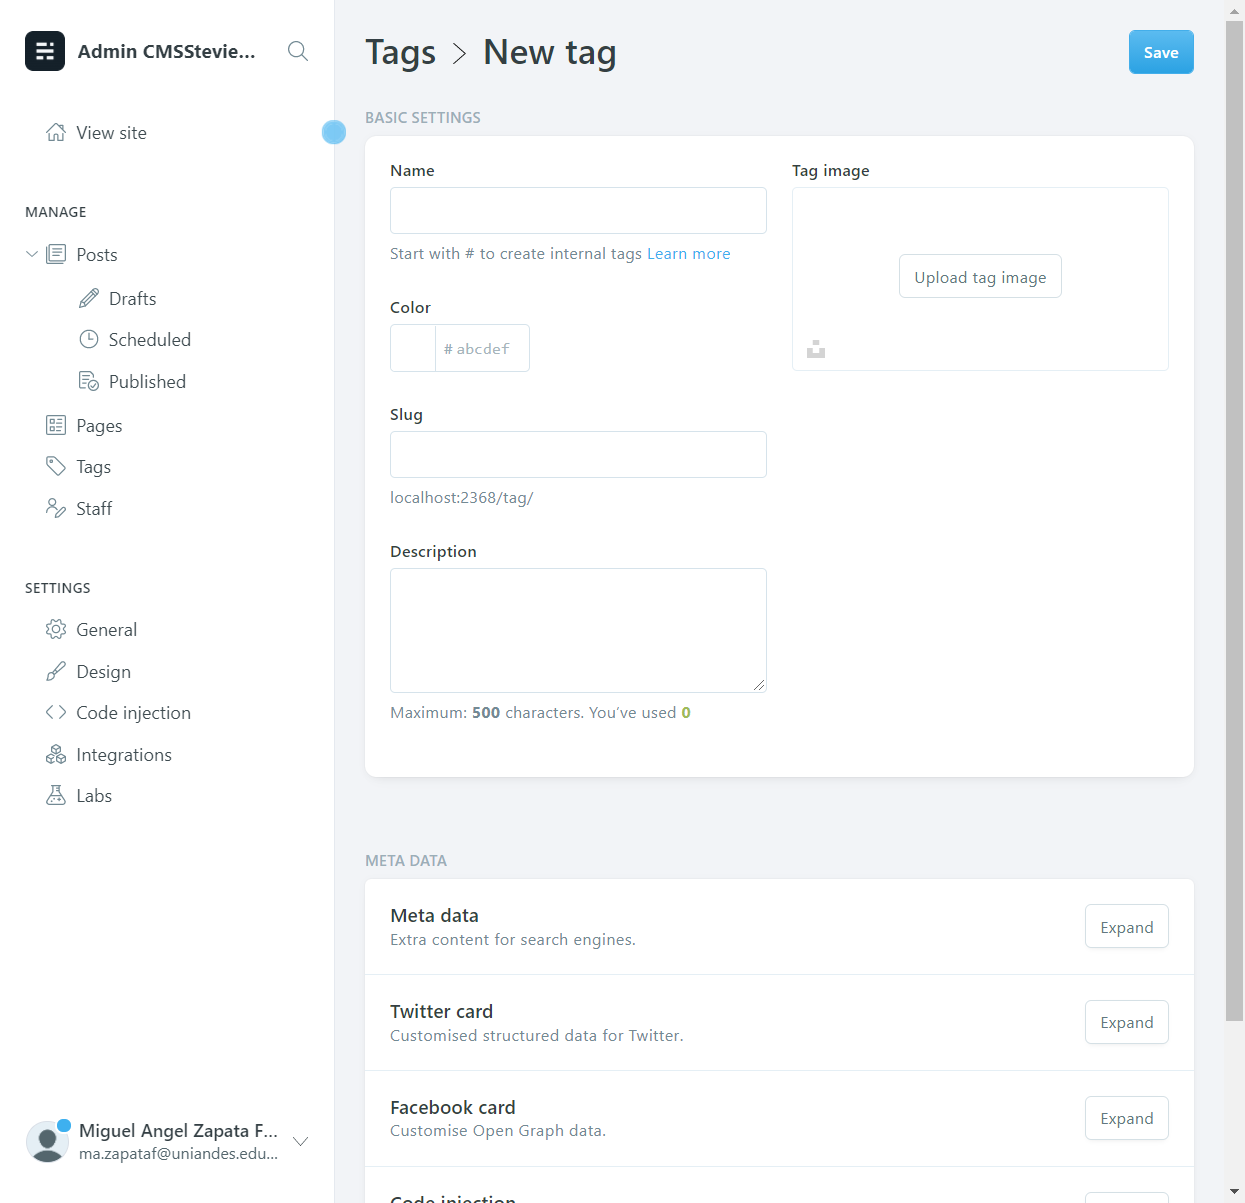 Admin CMSStevie...
View site
MANAGE
Posts
Drafts
Scheduled
Published
Pages
Tags
Staff
SETTINGS
General
Design
Code injection
Integrations
Labs
Miguel Angel Zapata F...
ma.zapataf@uniandes.edu...
Tags > New tag
Save
BASIC SETTINGS
Name
Start with # to create internal tags Learn more
Color
# abcdef
Slug
localhost:2368/tag/
Description
Maximum: 500 characters. You’ve used 0
Tag image
Upload tag image
META DATA
Meta data
Extra content for search engines.
Expand
Twitter card
Customised structured data for Twitter.
Expand
Facebook card
Customise Open Graph data.
Expand
Code injection